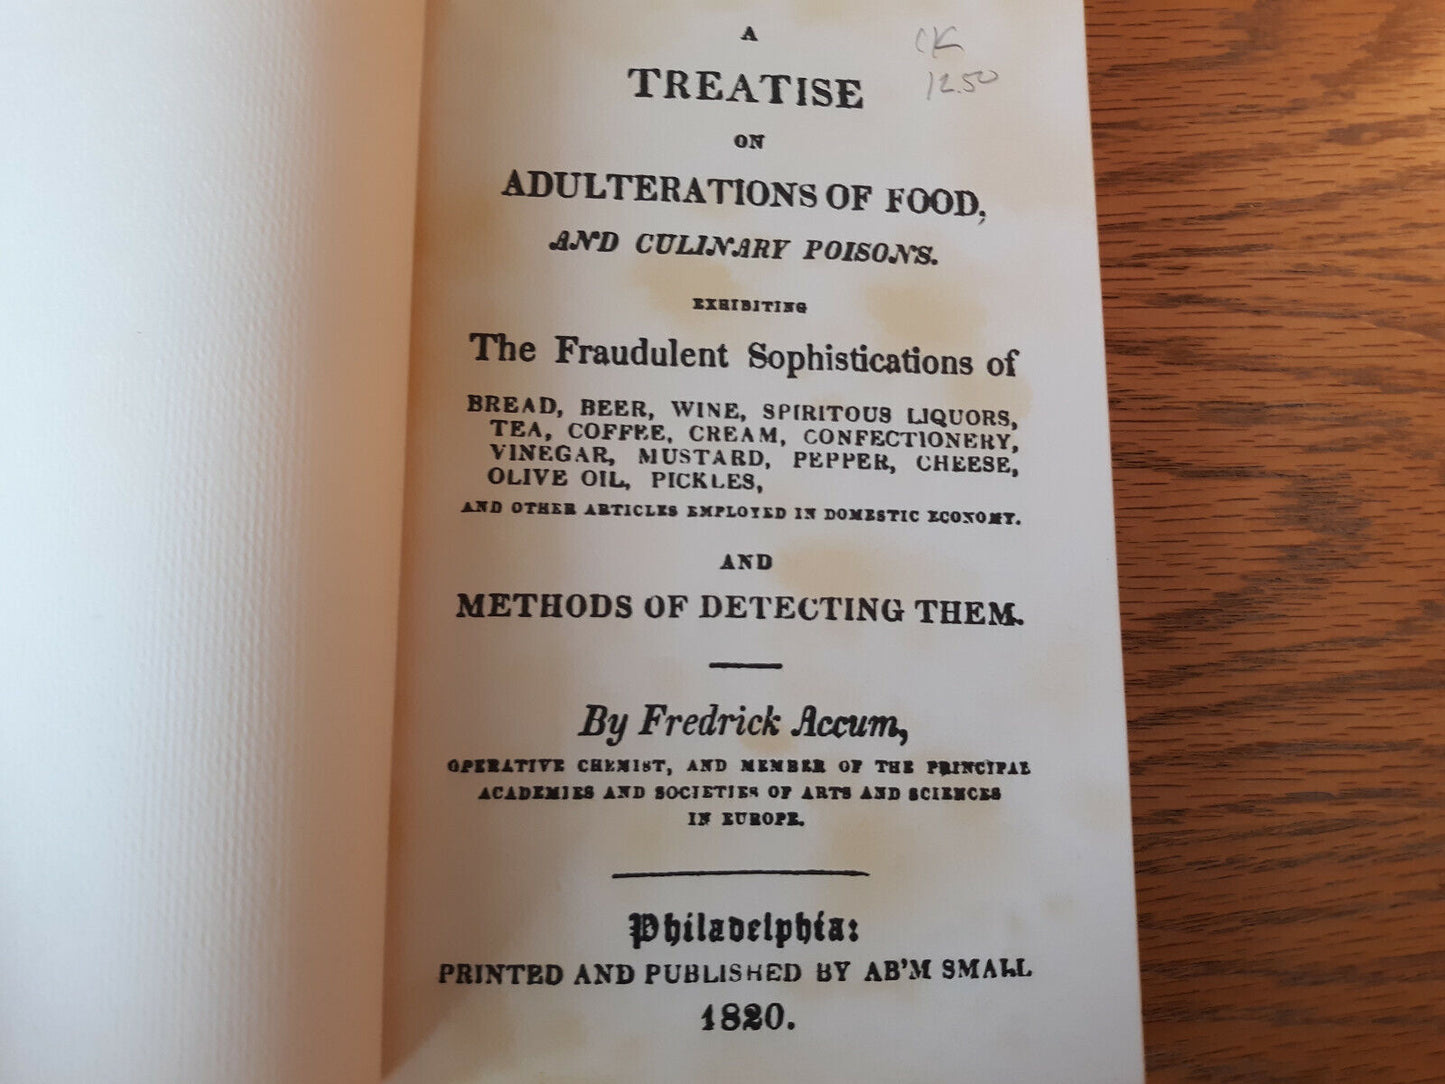 A
CK
TREATISE
12.50
ON
ADULTERATIONS OF FOOD,
AND CULINARY POISONS.
EXHIBITING
The Fraudulent Sophistications of
BREAD, BEER, WINE, SPIRITOUS LIQUORS,
TEA, COFFEE, CREAM, CONFECTIONERY,
VINEGAR, MUSTARD, PEPPER, CHEESE,
OLIVE OIL, PICKLES,
AND OTHER ARTICLES EMPLOYED IN DOMESTIC ECONOMY.
AND
METHODS OF DETECTING THEM.
By Fredrick Accum,
OPERATIVE CHEMIST, AND MEMBER OF THE PRINCIPAL
ACADEMIES AND SOCIETIES OF ARTS AND SCIENCES
IN EUROPE.
Philadelphia:
PRINTED AND PUBLISHED BY AB'M SMALL
1820.